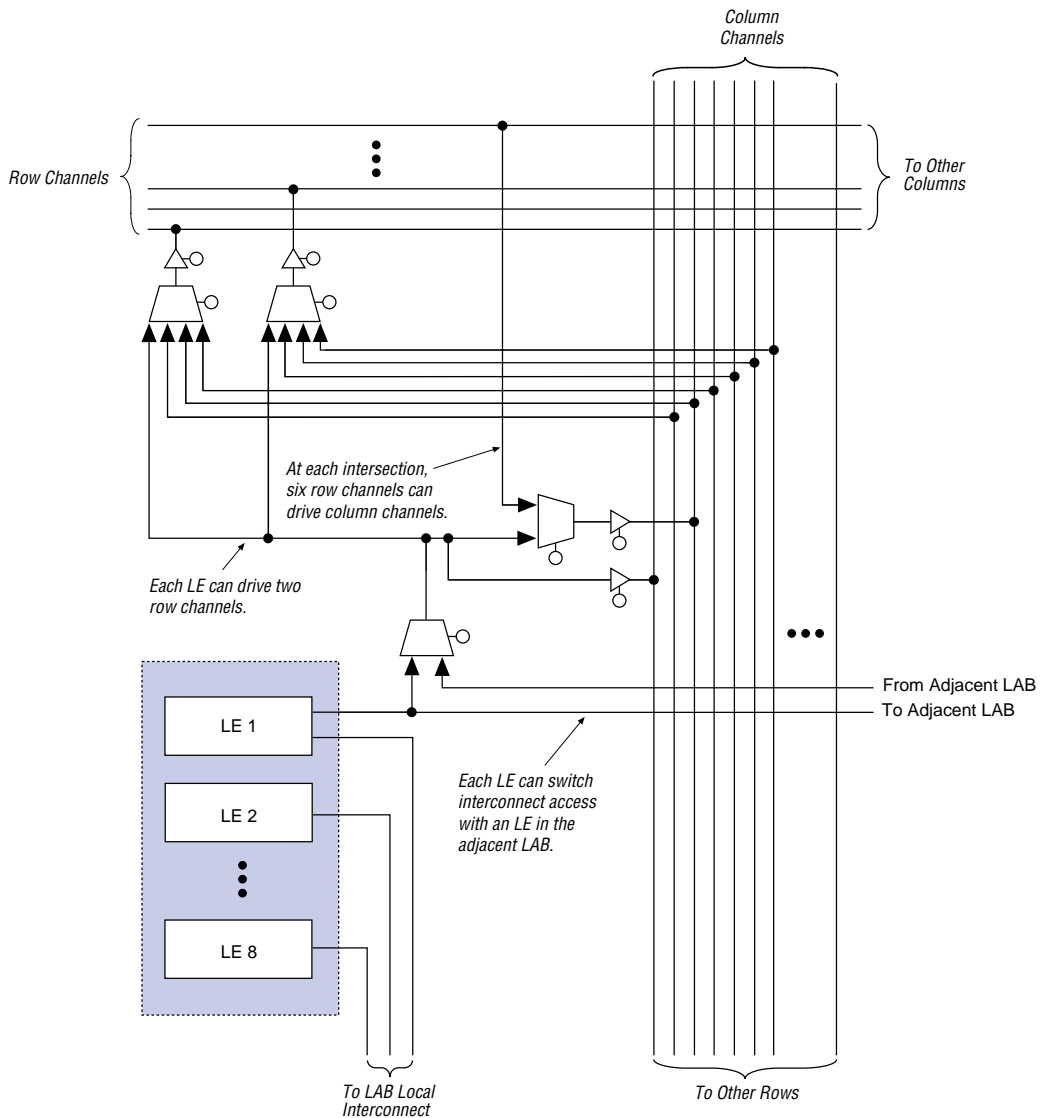 Column
Channels
Row Channels
To Other
Columns
At each intersection,
six row channels can
drive column channels.
Each LE can drive two
row channels.
From Adjacent LAB
To Adjacent LAB
LE 1
Each LE can switch
interconnect access
with an LE in the
adjacent LAB.
LE 2
LE 8
To LAB Local
Interconnect
To Other Rows